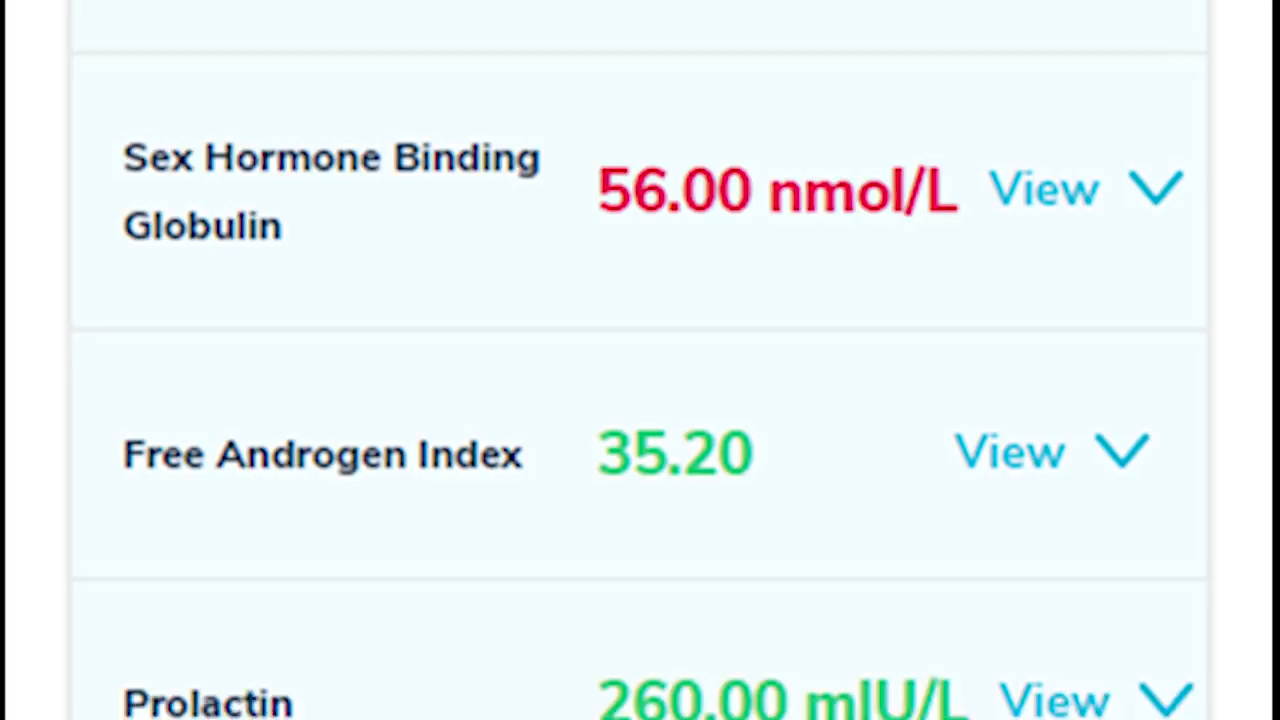 Sex Hormone Binding
Globulin
56.00 nmol/L
View
Free Androgen Index
35.20
View
Prolactin
260.00 mIU/L
View